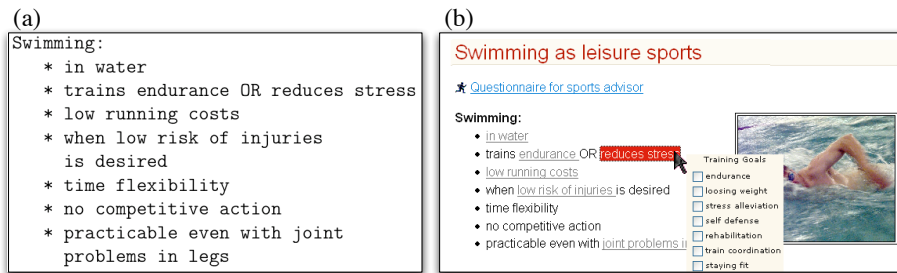 (a)
Swimming:
* in water
* trains endurance OR reduces stress
* low running costs
* when low risk of injuries
is desired
* time flexibility
* no competitive action
* practicable even with joint
problems in legs
(b)
Swimming as leisure sports
Questionnaire for sports advisor
Swimming:
• in water
• trains endurance OR reduces stress
• low running costs
• when low risk of injuries is desired
• time flexibility
• no competitive action
• practicable even with joint problems i
Training Goals
endurance
loosing weight
stress alleviation
self defense
rehabilitation
train coordination
staying fit